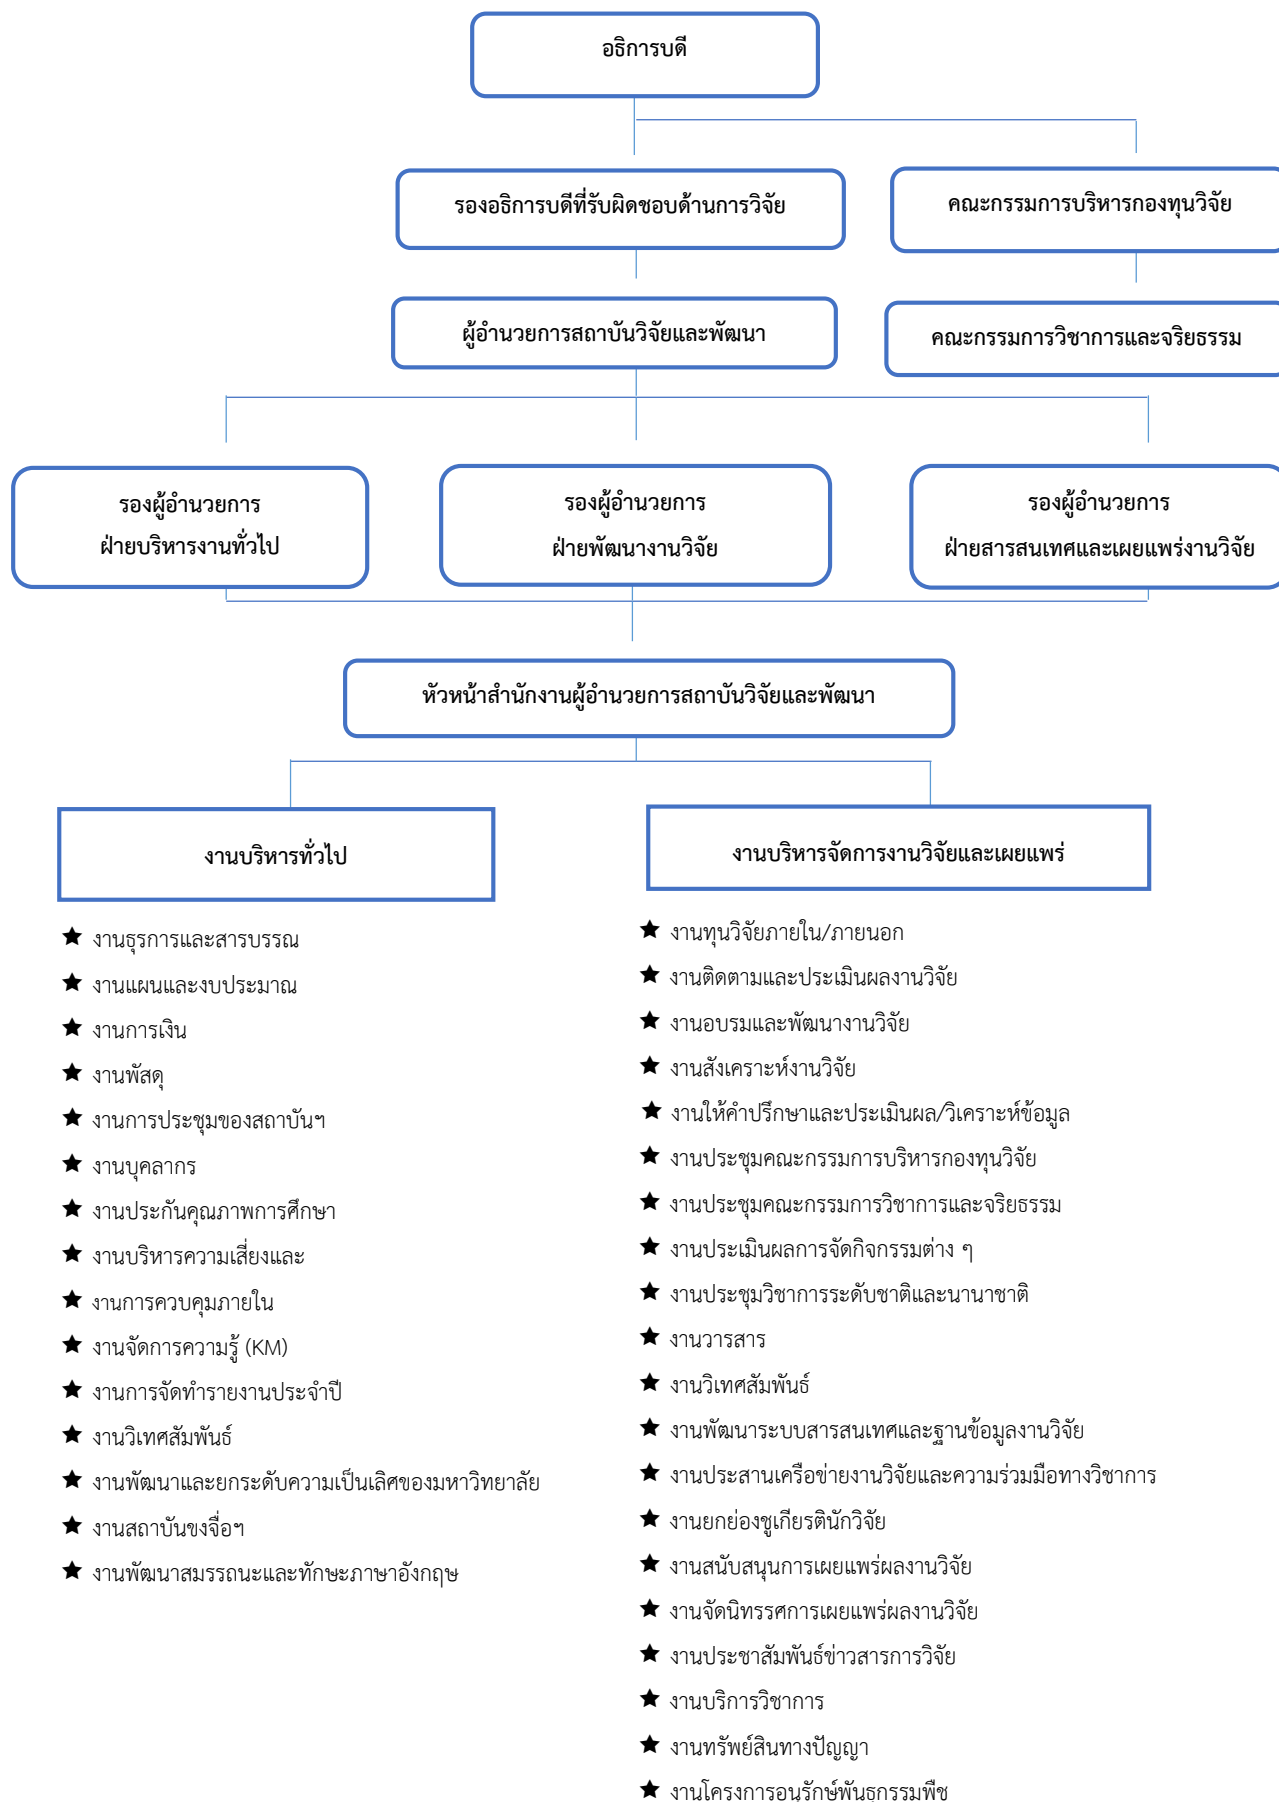 อธิการบดี
รองอธิการบดีที่รับผิดชอบด้านการวิจัย
คณะกรรมการบริหารกองทุนวิจัย
ผู้อำนวยการสถาบันวิจัยและพัฒนา
คณะกรรมการวิชาการและจริยธรรม
รองผู้อำนวยการ
ฝ่ายบริหารงานทั่วไป
รองผู้อำนวยการ
ฝ่ายพัฒนางานวิจัย
รองผู้อำนวยการ
ฝ่ายสารสนเทศและเผยแพร่งานวิจัย
หัวหน้าสำนักงานผู้อำนวยการสถาบันวิจัยและพัฒนา
งานบริหารทั่วไป
★ งานธุรการและสารบรรณ
★ งานแผนและงบประมาณ
★ งานการเงิน
★ งานพัสดุ
★ งานการประชุมของสถาบันฯ
★ งานบุคลากร
★ งานประกันคุณภาพการศึกษา
★ งานบริหารความเสี่ยงและ
★ งานการควบคุมภายใน
★ งานจัดการความรู้ (KM)
★ งานการจัดทำรายงานประจำปี
★ งานวิเทศสัมพันธ์
★ งานพัฒนาและยกระดับความเป็นเลิศของมหาวิทยาลัย
★ งานสถาบันขงจื่อฯ
★ งานพัฒนาสมรรถนะและทักษะภาษาอังกฤษ
งานบริหารจัดการงานวิจัยและเผยแพร่
★ งานทุนวิจัยภายใน/ภายนอก
★ งานติดตามและประเมินผลงานวิจัย
★ งานอบรมและพัฒนางานวิจัย
★ งานสังเคราะห์งานวิจัย
★ งานให้คำปรึกษาและประเมินผล/วิเคราะห์ข้อมูล
★ งานประชุมคณะกรรมการบริหารกองทุนวิจัย
★ งานประชุมคณะกรรมการวิชาการและจริยธรรม
★ งานประเมินผลการจัดกิจกรรมต่าง ๆ
★ งานประชุมวิชาการระดับชาติและนานาชาติ
★ งานวารสาร
★ งานวิเทศสัมพันธ์
★ งานพัฒนาระบบสารสนเทศและฐานข้อมูลงานวิจัย
★ งานประสานเครือข่ายงานวิจัยและความร่วมมือทางวิชาการ
★ งานยกย่องชูเกียรตินักวิจัย
★ งานสนับสนุนการเผยแพร่ผลงานวิจัย
★ งานจัดนิทรรศการเผยแพร่ผลงานวิจัย
★ งานประชาสัมพันธ์ข่าวสารการวิจัย
★ งานบริการวิชาการ
★ งานทรัพย์สินทางปัญญา
★ งานโครงการอนุรักษ์พันธุกรรมพืช